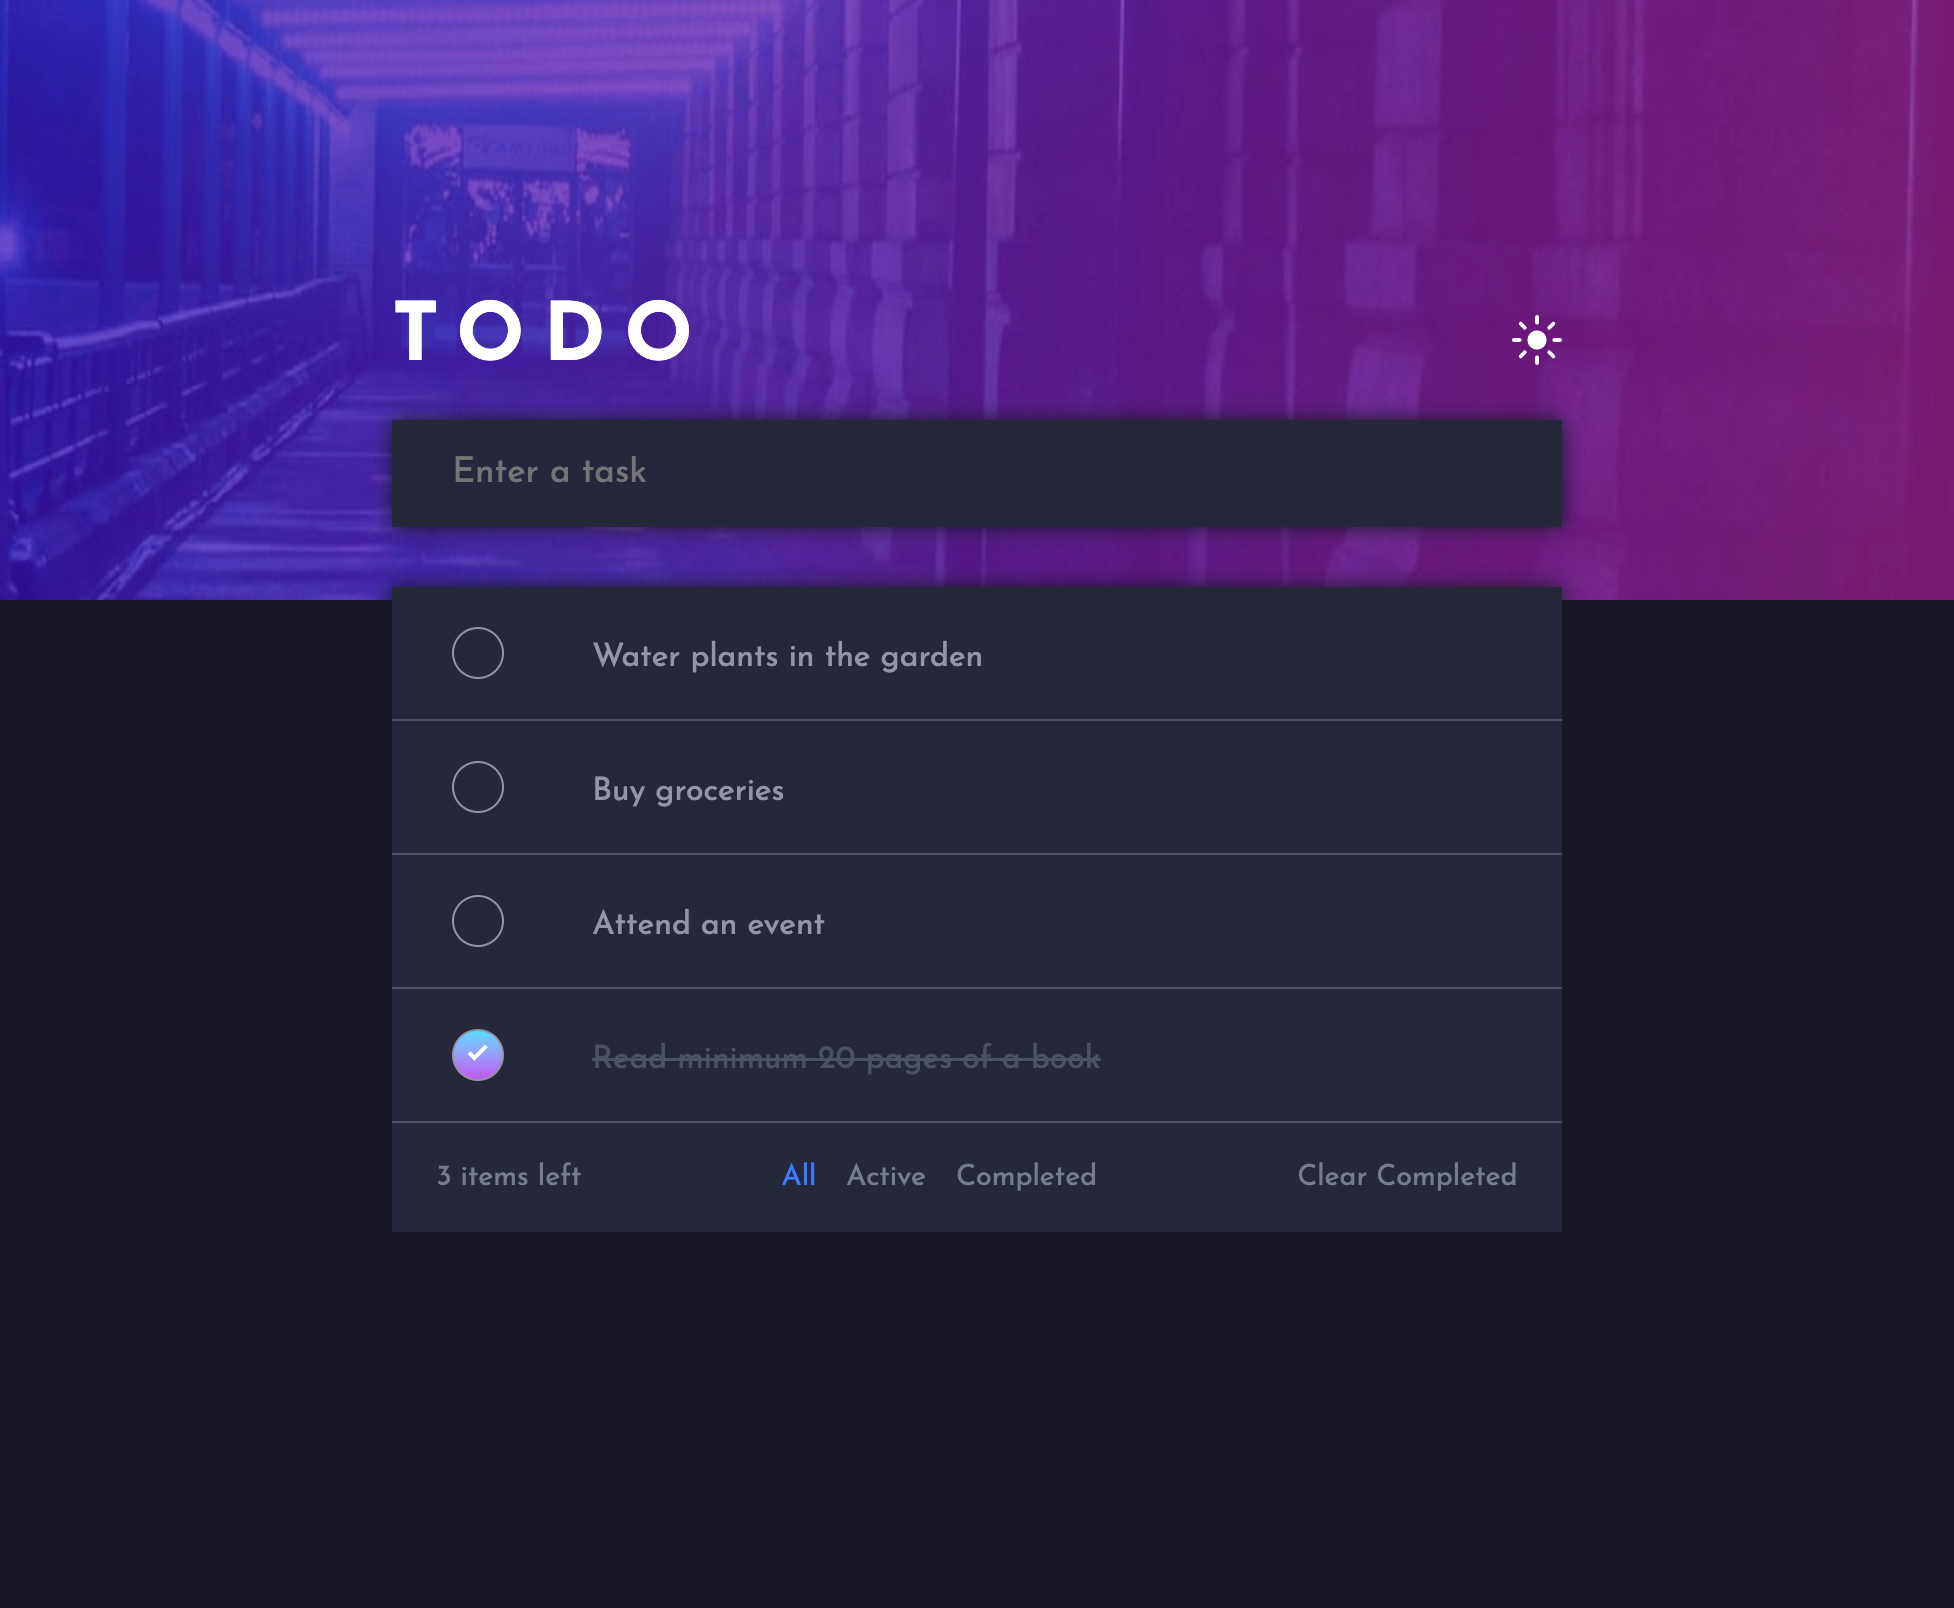 TODO
Enter a task
Water plants in the garden
Buy groceries
Attend an event
Read minimum 20 pages of a book
3 items left
All Active Completed
Clear Completed